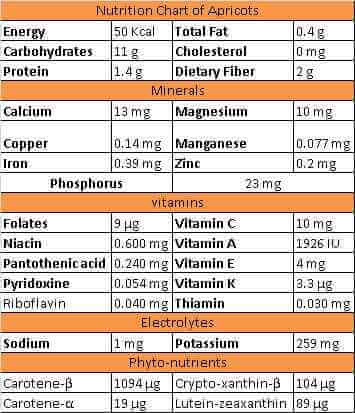 Nutrition Chart of Apricots
Energy 50 Kcal Total Fat 0.4 g
Carbohydrates 11 g Cholesterol 0 mg
Protein 1.4 g Dietary Fiber 2 g
Minerals
Calcium 13 mg Magnesium 10 mg
Copper 0.14 mg Manganese 0.077 mg
Iron 0.39 mg Zinc 0.2 mg
Phosphorus 23 mg
vitamins
Folates 9 µg Vitamin C 10 mg
Niacin 0.600 mg Vitamin A 1926 IU
Pantothenic acid 0.240 mg Vitamin E 4 mg
Pyridoxine 0.054 mg Vitamin K 3.3 µg
Riboflavin 0.040 mg Thiamin 0.030 mg
Electrolytes
Sodium 1 mg Potassium 259 mg
Phyto-nutrients
Carotene-β 1094 µg Crypto-xanthin-β 104 µg
Carotene-α 19 µg Lutein-zeaxanthin 89 µg